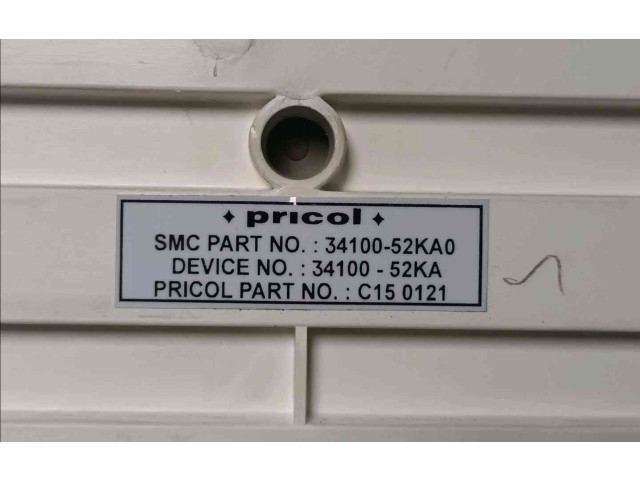 ✦ pricol ✦
SMC PART NO. : 34100-52KA0
DEVICE NO. : 34100 - 52KA
PRICOL PART NO. : C15 0121